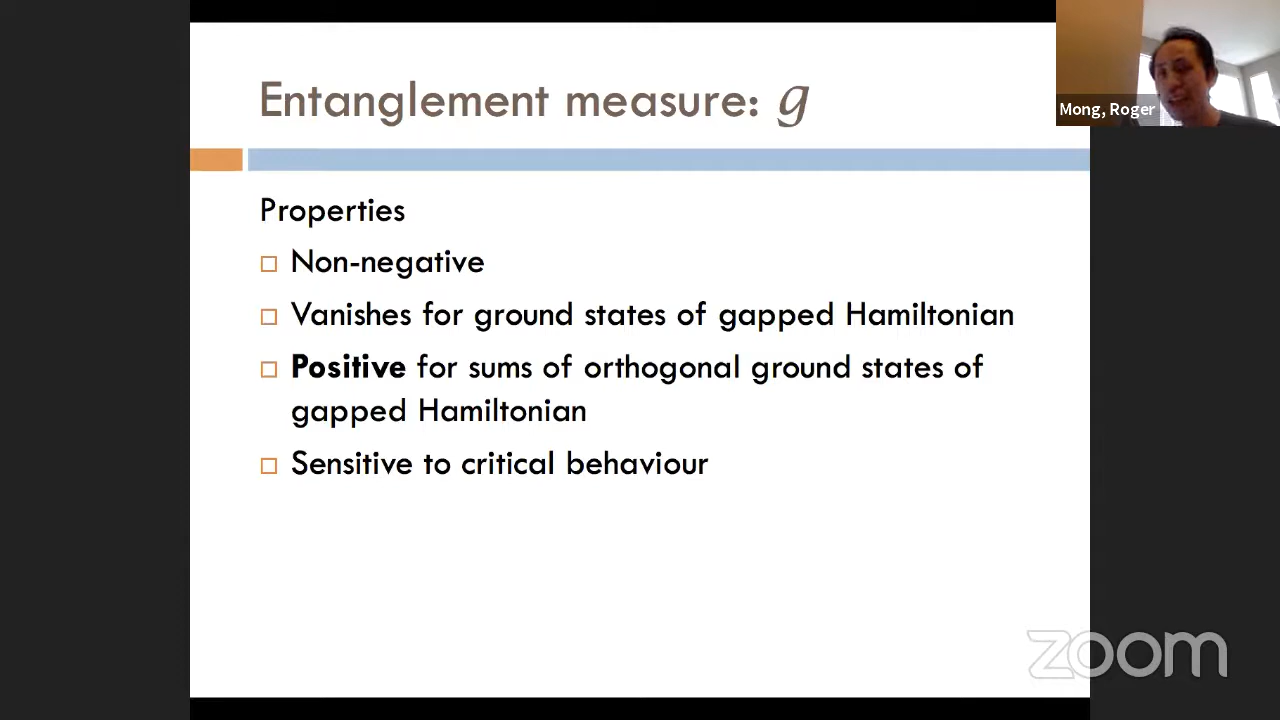 Entanglement measure: g
Mong, Roger
Properties
Non-negative
Vanishes for ground states of gapped Hamiltonian
Positive for sums of orthogonal ground states of
gapped Hamiltonian
Sensitive to critical behaviour
zoom